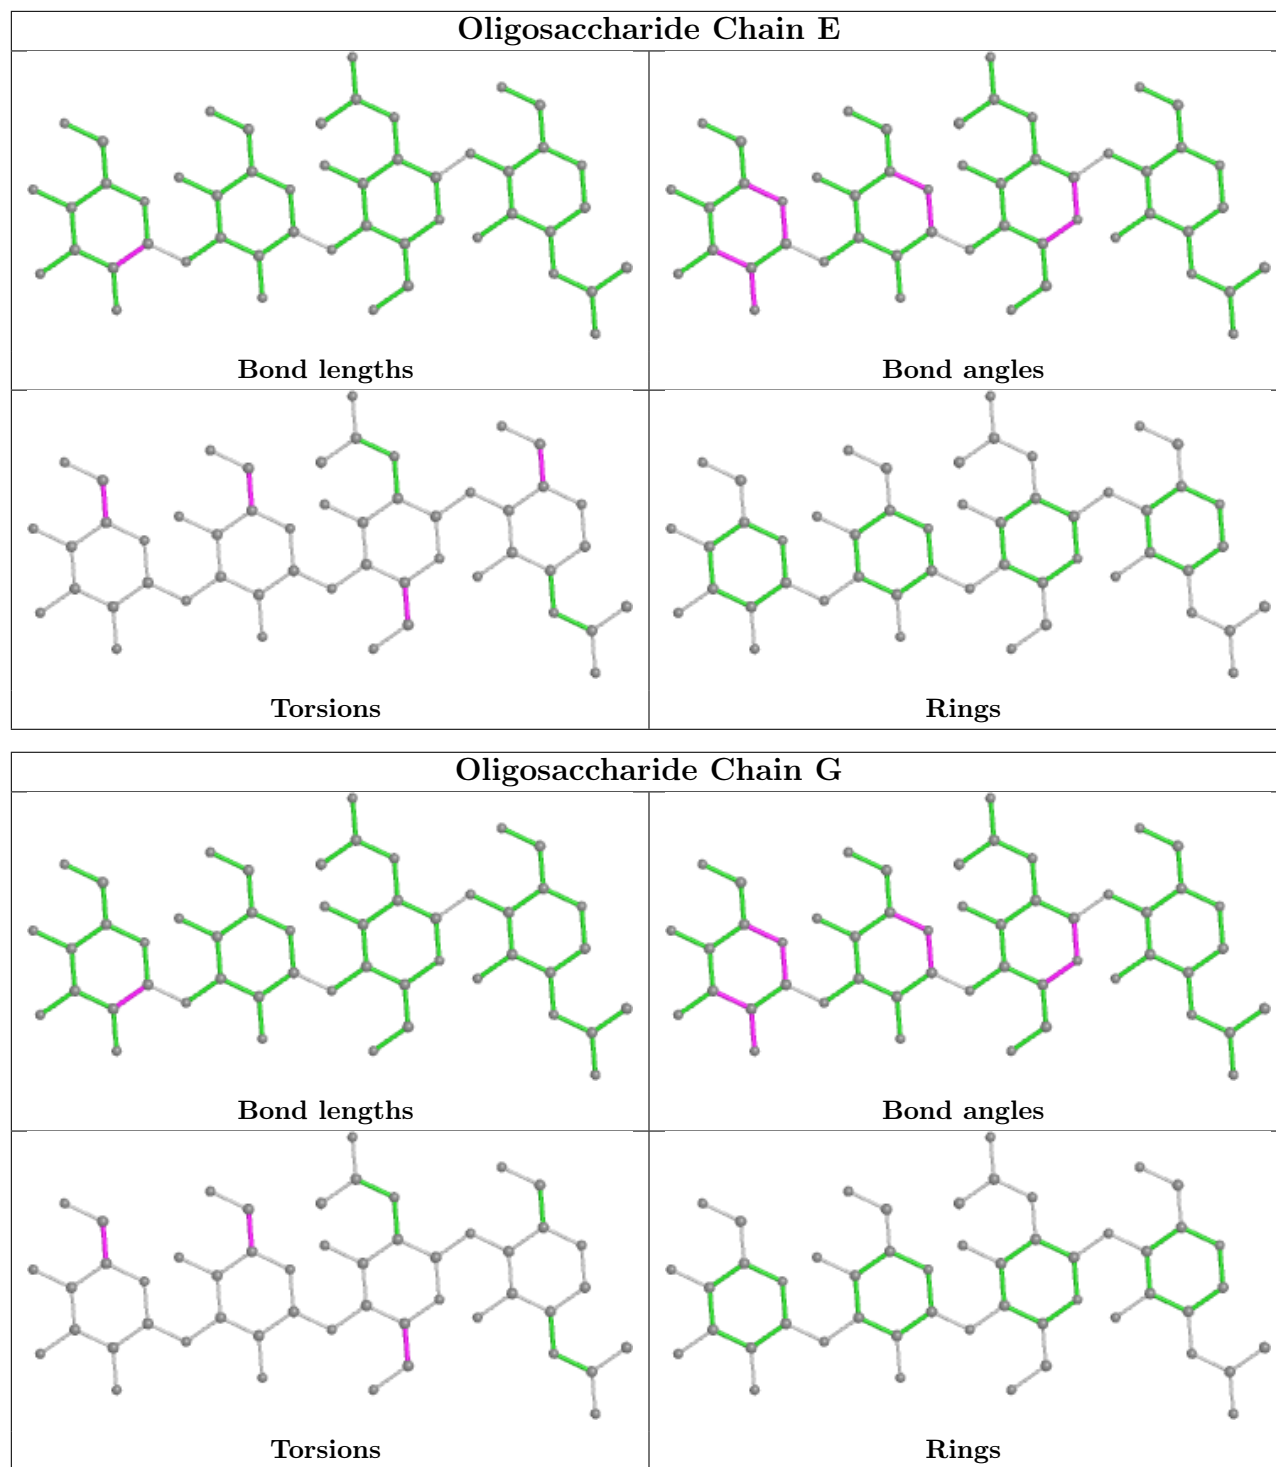 Oligosaccharide Chain E
Bond lengths
Bond angles
Torsions
Rings
Oligosaccharide Chain G
Bond lengths
Bond angles
Torsions
Rings